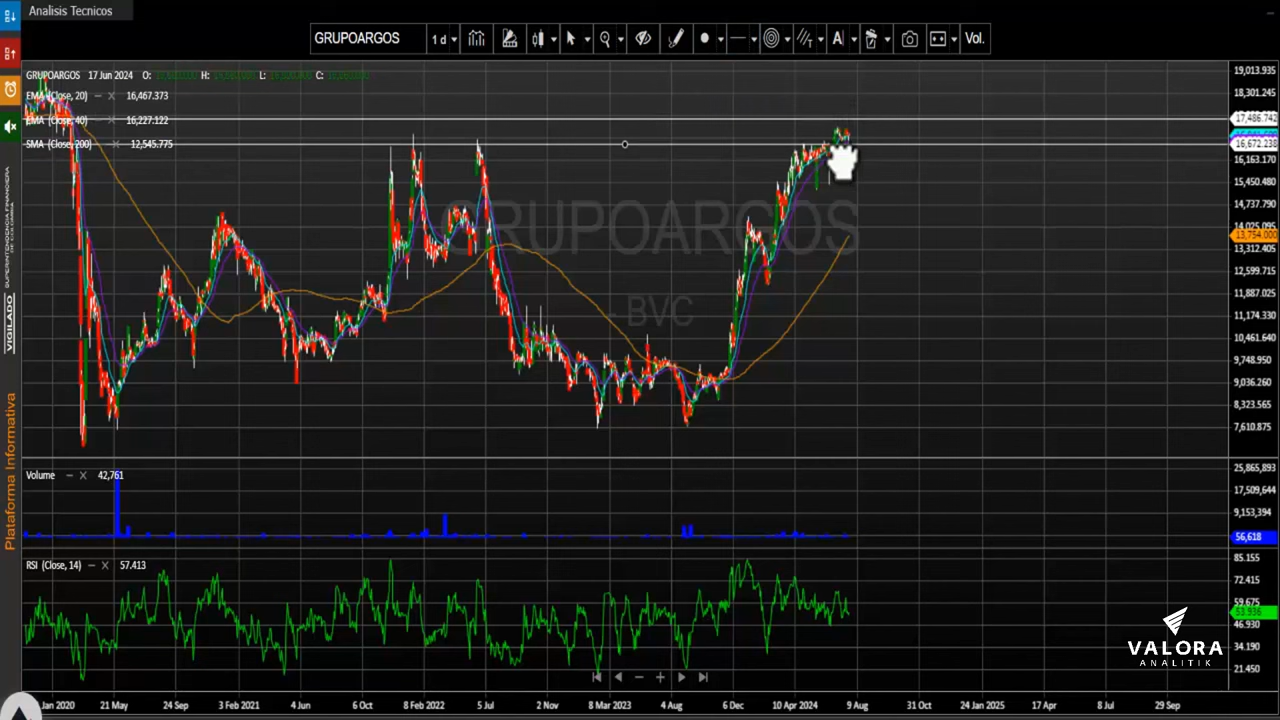 Analisis Tecnicos
GRUPOARGOS 1 d A Vol.
GRUPOARGOS 17 Jun 2024 O: H: L: C:
EMA (Close, 20) 16,467.373
EMA (Close, 40) 16,227.122
SMA (Close, 200) 12,545.775
19,013.935
18,301.245
17,486.742
16,672.238
16,163.170
15,450.480
14,737.790
14,025.095
13,754.000
13,312.405
12,599.715
11,887.025
11,174.330
10,461.640
9,748.950
9,036.260
8,323.565
7,610.875
GRUPOARGOS
- BVC
VIGILADO SUPERINTENDENCIA FINANCIERA DE COLOMBIA
Plataforma Informativa
Volume 42,761
25,865,893
17,509,644
9,153,394
56,618
RSI (Close, 14) 57.413
85.155
72.415
59.675
53.936
46.930
34.190
21.450
VALORA
ANALITIK
Jan 2020 21 May 24 Sep 3 Feb 2021 4 Jun 6 Oct 8 Feb 2022 5 Jul 2 Nov 8 Mar 2023 4 Aug 6 Dec 10 Apr 2024 9 Aug 31 Oct 24 Jan 2025 17 Apr 8 Jul 29 Sep